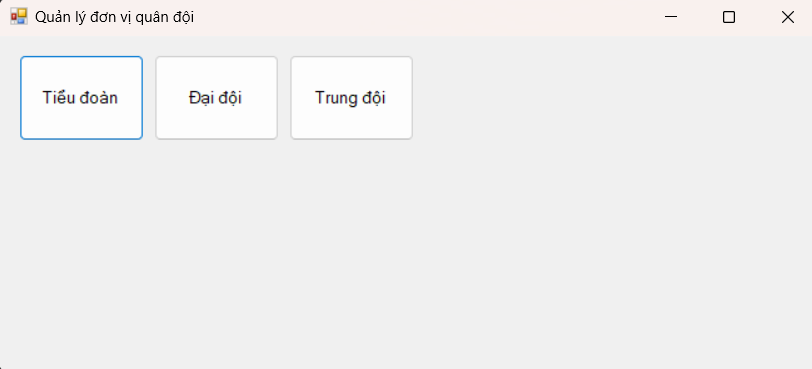 Quản lý đơn vị quân đội
Tiểu đoàn
Đại đội
Trung đội